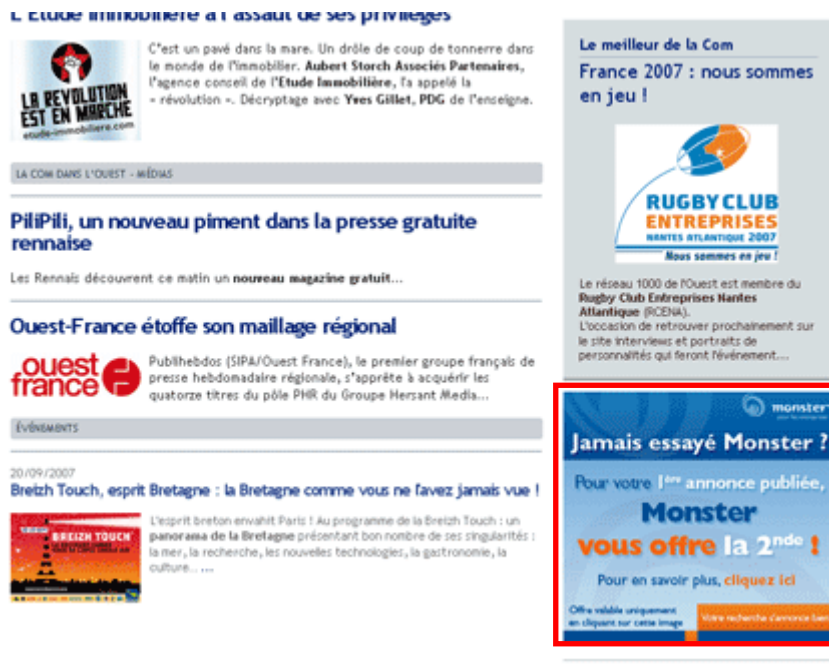 L'Etude Immobilière à l'assaut de ses privilèges
LA REVOLUTION
EST EN MARCHE
etude-immobiliere.com
C'est un pavé dans la mare. Un drôle de coup de tonnerre dans
le monde de l'immobilier. Aubert Storch Associés Partenaires,
l'agence conseil de l'Etude Immobilière, l'a appelé la
« révolution ». Décryptage avec Yves Gillet, PDG de l'enseigne.
LA COM DANS L'OUEST - MÉDIAS
PiliPili, un nouveau piment dans la presse gratuite
rennaise
Les Rennais découvrent ce matin un nouveau magazine gratuit...
Ouest-France étoffe son maillage régional
ouest
france
Publihebdos (SIPA/Ouest France), le premier groupe français de
presse hebdomadaire régionale, s'apprête à acquérir les
quatorze titres du pôle PHR du Groupe Hersant Media...
ÉVÉNEMENTS
20/09/2007
Breizh Touch, esprit Bretagne : la Bretagne comme vous ne l'avez jamais vue !
BREIZH TOUCH
L'esprit breton envahit Paris ! Au programme de la Breizh Touch : un
panorama de la Bretagne présentant bon nombre de ses singularités :
la mer, la recherche, les nouvelles technologies, la gastronomie, la
culture... ...
Le meilleur de la Com
France 2007 : nous sommes
en jeu !
RUGBY CLUB
ENTREPRISES
NANTES ATLANTIQUE 2007
Nous sommes en jeu !
Le réseau 1000 de l'Ouest est membre du
Rugby Club Entreprises Nantes
Atlantique (RCENA).
L'occasion de retrouver prochainement sur
le site interviews et portraits de
personnalités qui feront l'événement....
monster
Jamais essayé Monster ?
Pour votre 1ère annonce publiée,
Monster
vous offre la 2nde !
Pour en savoir plus, cliquez ici
Offre valable uniquement
en cliquant sur cette image
Votre recherche d'annonce bien